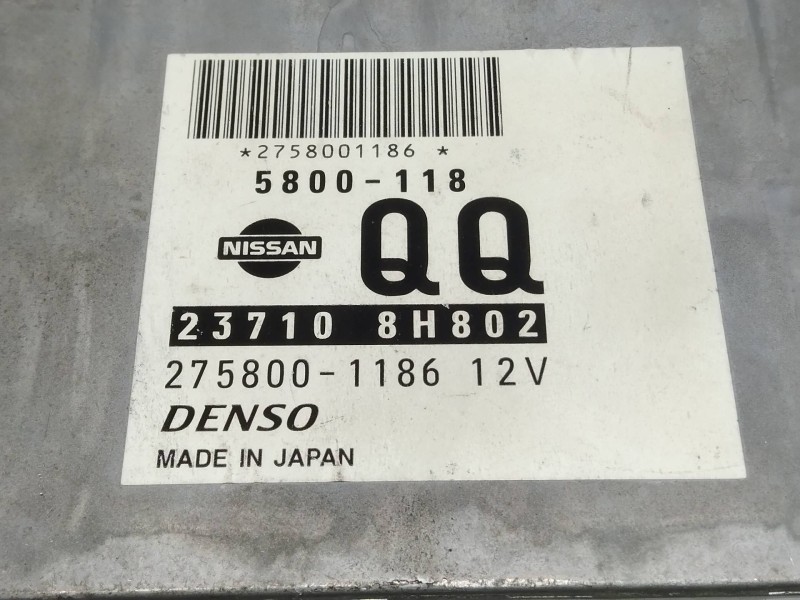 *2758001186 *
5800-118
NISSAN QQ
23710 8H802
275800-1186 12V
DENSO
MADE IN JAPAN